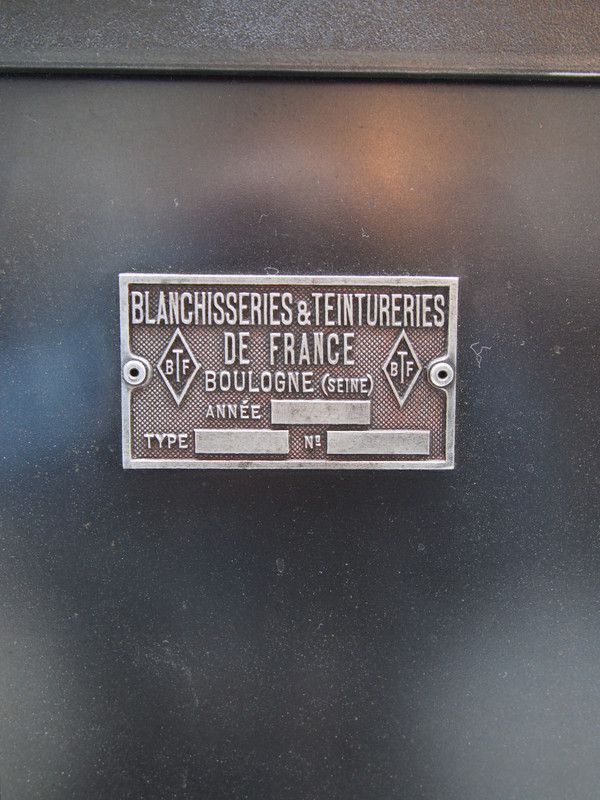 BLANCHISSERIES & TEINTURERIES
DE FRANCE
BTF
BTF
BOULOGNE (SEINE)
ANNÉE
TYPE Nº